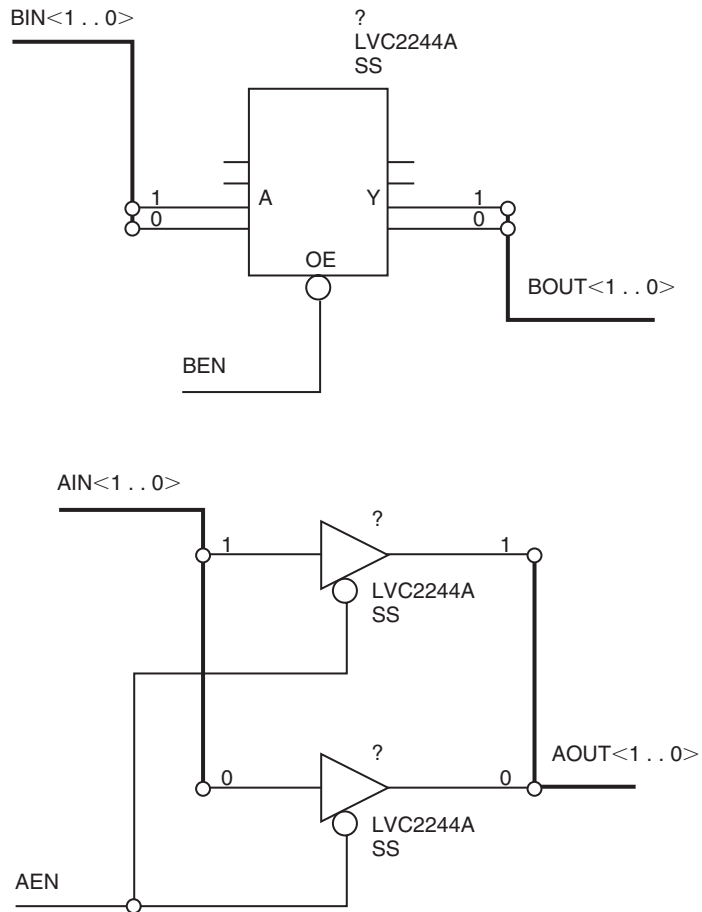 BIN<1 . . 0>
?
LVC2244A
SS
1
A
Y
1
0
0
OE
BOUT<1 . . 0>
BEN
AIN<1 . . 0>
?
1
1
LVC2244A
SS
?
AOUT<1 . . 0>
0
0
LVC2244A
SS
AEN